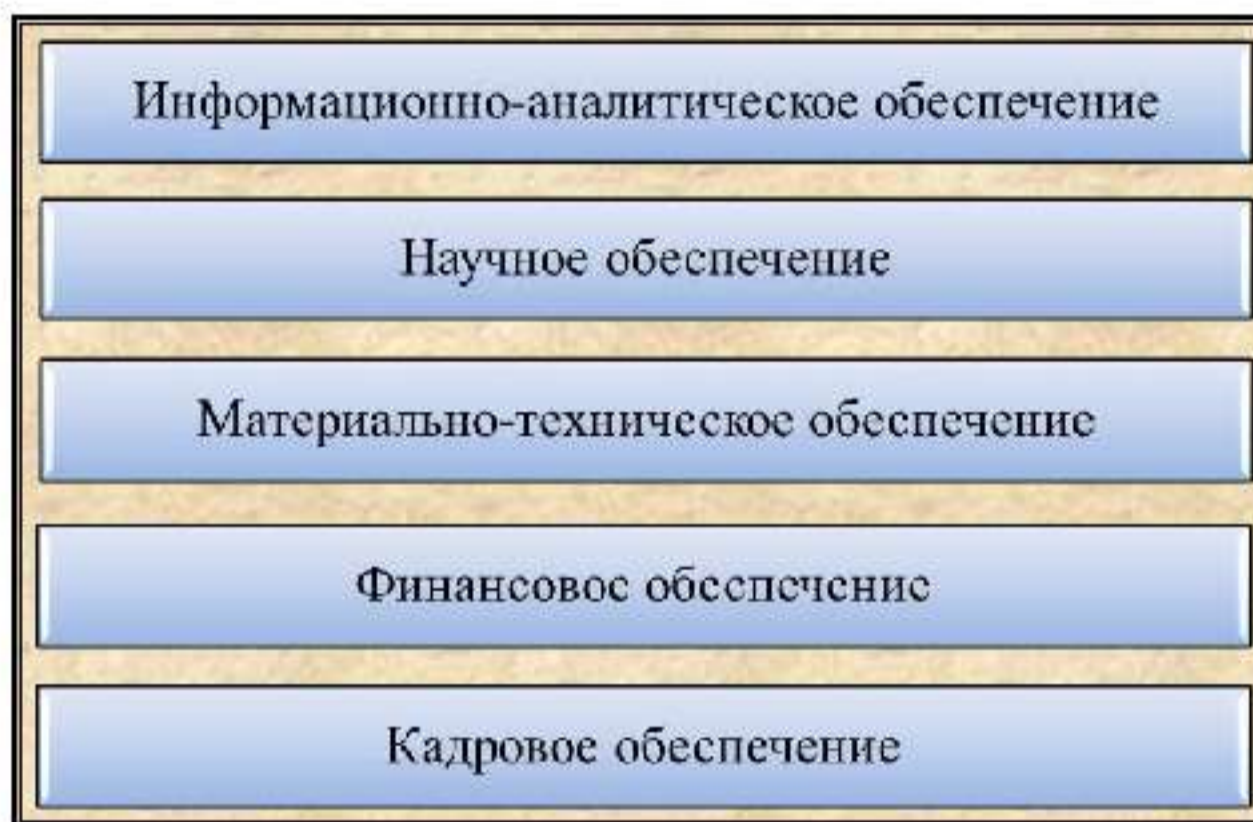 Информационно-аналитическое обеспечение
Научное обеспечение
Материально-техническое обеспечение
Финансовое обеспечение
Кадровое обеспечение